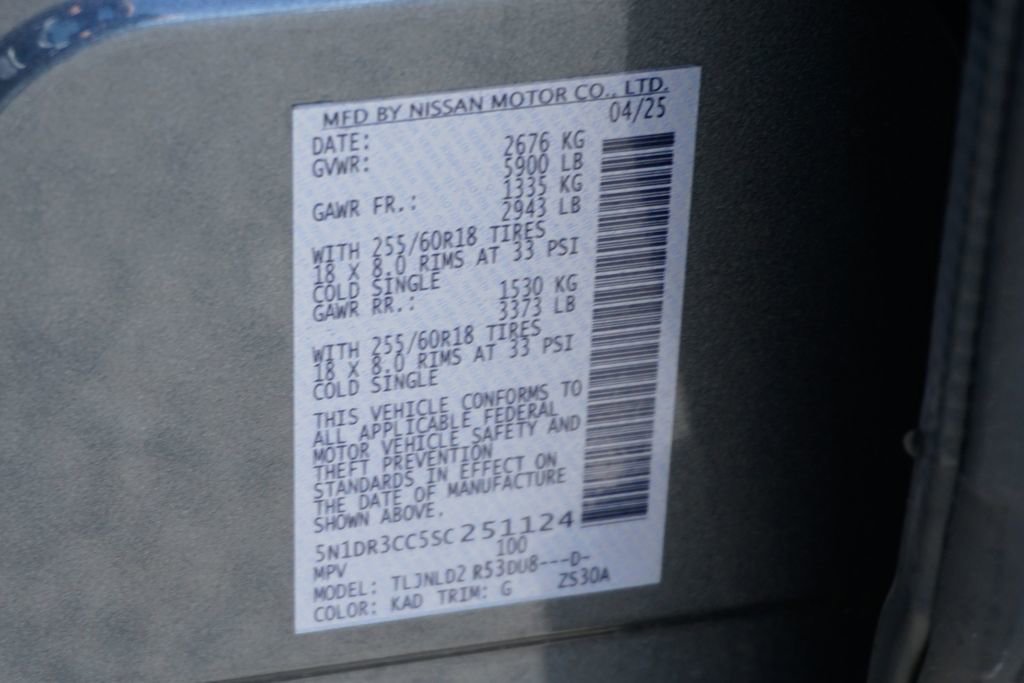 MFD BY NISSAN MOTOR CO., LTD.
DATE: 04/25
GVWR: 2676 KG
5900 LB
GAWR FR.: 1335 KG
2943 LB
WITH 255/60R18 TIRES
18 X 8.0 RIMS AT 33 PSI
COLD SINGLE
GAWR RR.: 1530 KG
3373 LB
WITH 255/60R18 TIRES
18 X 8.0 RIMS AT 33 PSI
COLD SINGLE
THIS VEHICLE CONFORMS TO
ALL APPLICABLE FEDERAL
MOTOR VEHICLE SAFETY AND
THEFT PREVENTION
STANDARDS IN EFFECT ON
THE DATE OF MANUFACTURE
SHOWN ABOVE.
5N1DR3CC5SC251124
MPV 100
MODEL: TLJNLD2 R53DU8---D-
COLOR: KAD TRIM: G ZS30A